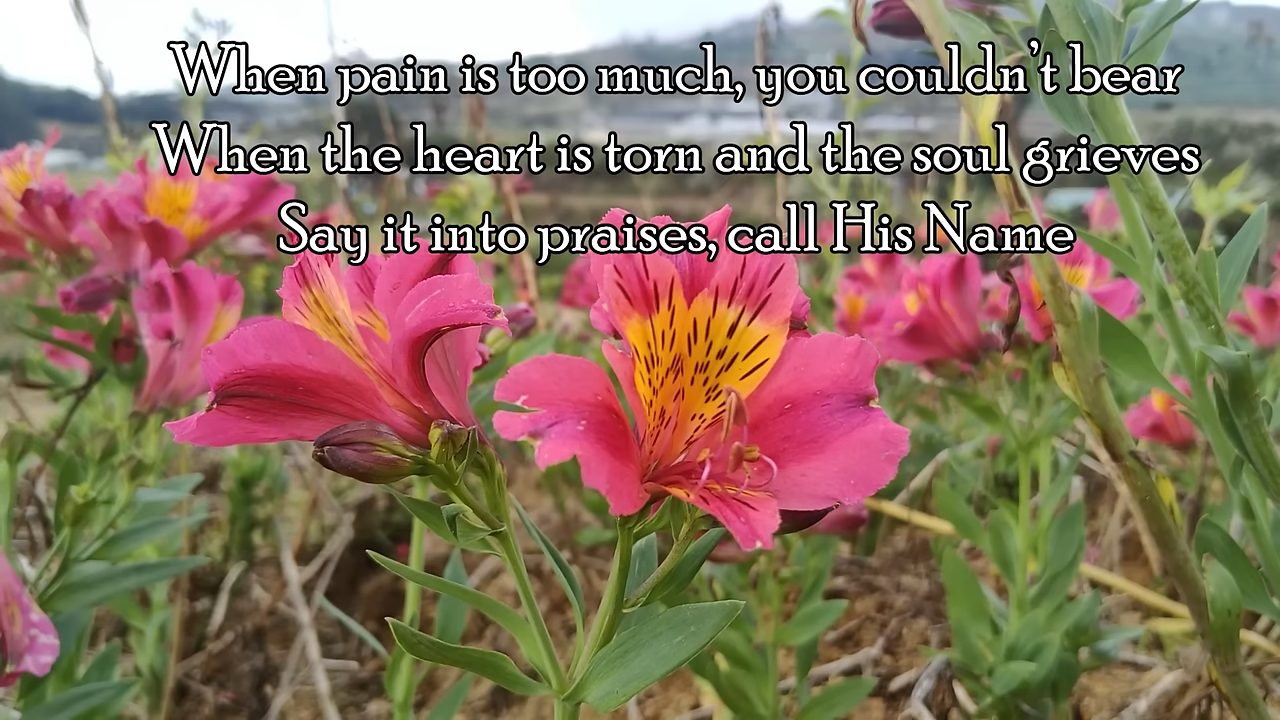 When pain is too much, you couldn't bear
When the heart is torn and the soul grieves
Say it into praises, call His Name